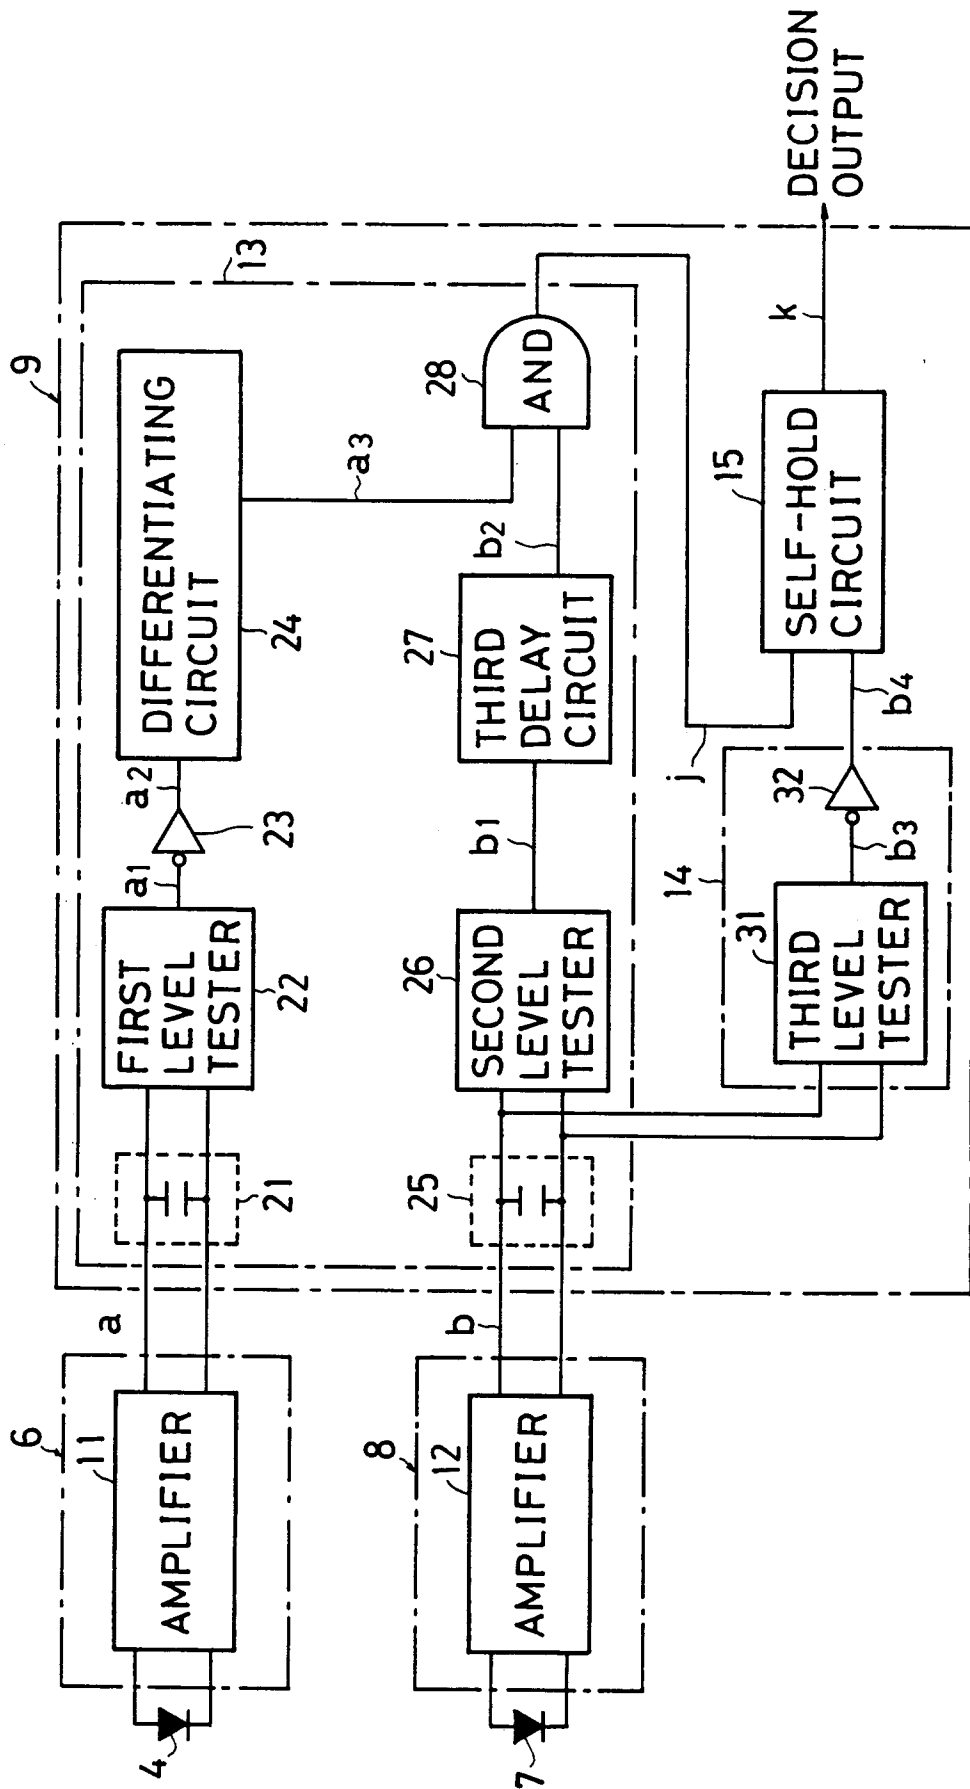 9
13
DIFFERENTIATING
CIRCUIT
24
a3
28
AND
a2
23
a1
FIRST
LEVEL
TESTER
22
21
a
6
11
AMPLIFIER
4
b2
27
THIRD
DELAY
CIRCUIT
b1
26
SECOND
LEVEL
TESTER
25
b
8
12
AMPLIFIER
7
j
14
31
THIRD
LEVEL
TESTER
b3
32
b4
15
SELF-HOLD
CIRCUIT
k
DECISION
OUTPUT